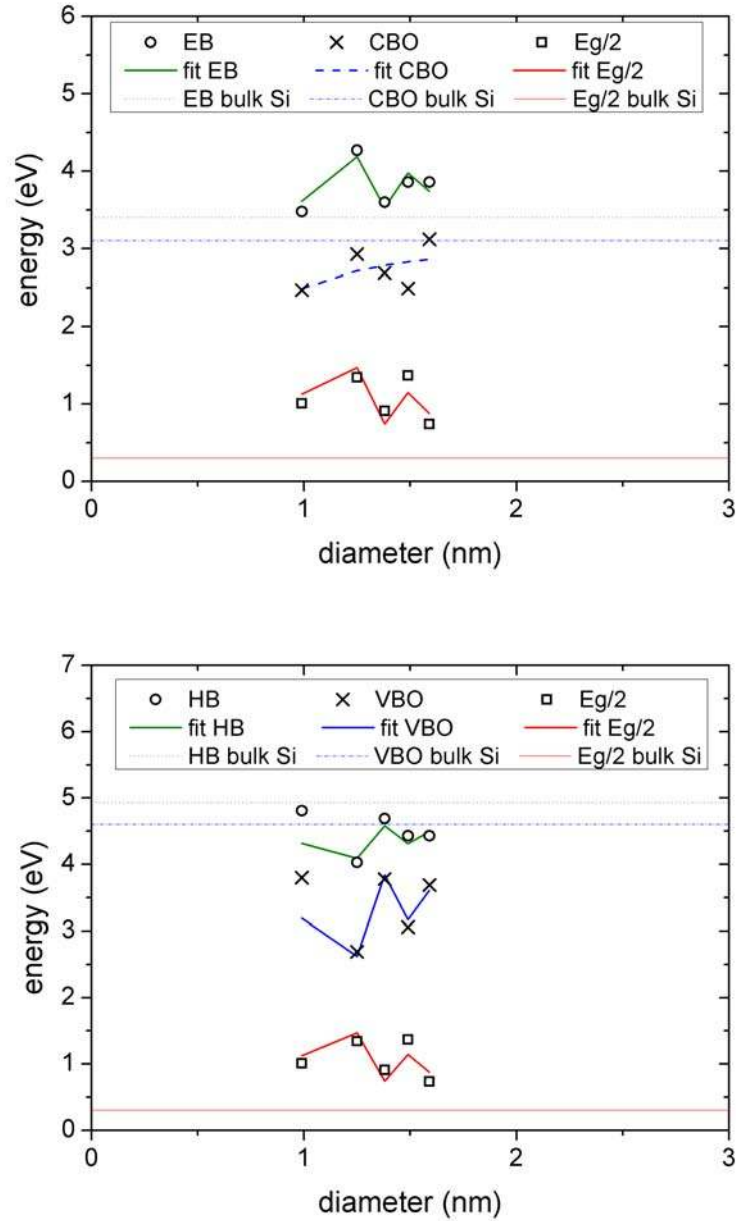 6
EB CBO Eg/2
fit EB fit CBO fit Eg/2
EB bulk Si CBO bulk Si Eg/2 bulk Si
5
4
3
2
1
0
energy (eV)
0 1 2 3
diameter (nm)
7
HB VBO Eg/2
fit HB fit VBO fit Eg/2
HB bulk Si VBO bulk Si Eg/2 bulk Si
6
5
4
3
2
1
0
energy (eV)
0 1 2 3
diameter (nm)